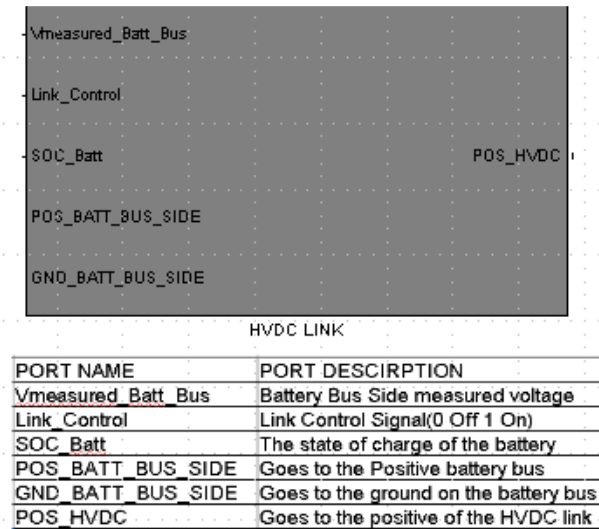 Vmeasured_Batt_Bus
Link_Control
SOC_Batt
POS_HVDC
POS_BATT_BUS_SIDE
GND_BATT_BUS_SIDE
HVDC LINK
PORT NAME PORT DESCIRPTION
Vmeasured_Batt_Bus Battery Bus Side measured voltage
Link_Control Link Control Signal(0 Off 1 On)
SOC_Batt The state of charge of the battery
POS_BATT_BUS_SIDE Goes to the Positive battery bus
GND_BATT_BUS_SIDE Goes to the ground on the battery bus
POS_HVDC Goes to the positive of the HVDC link